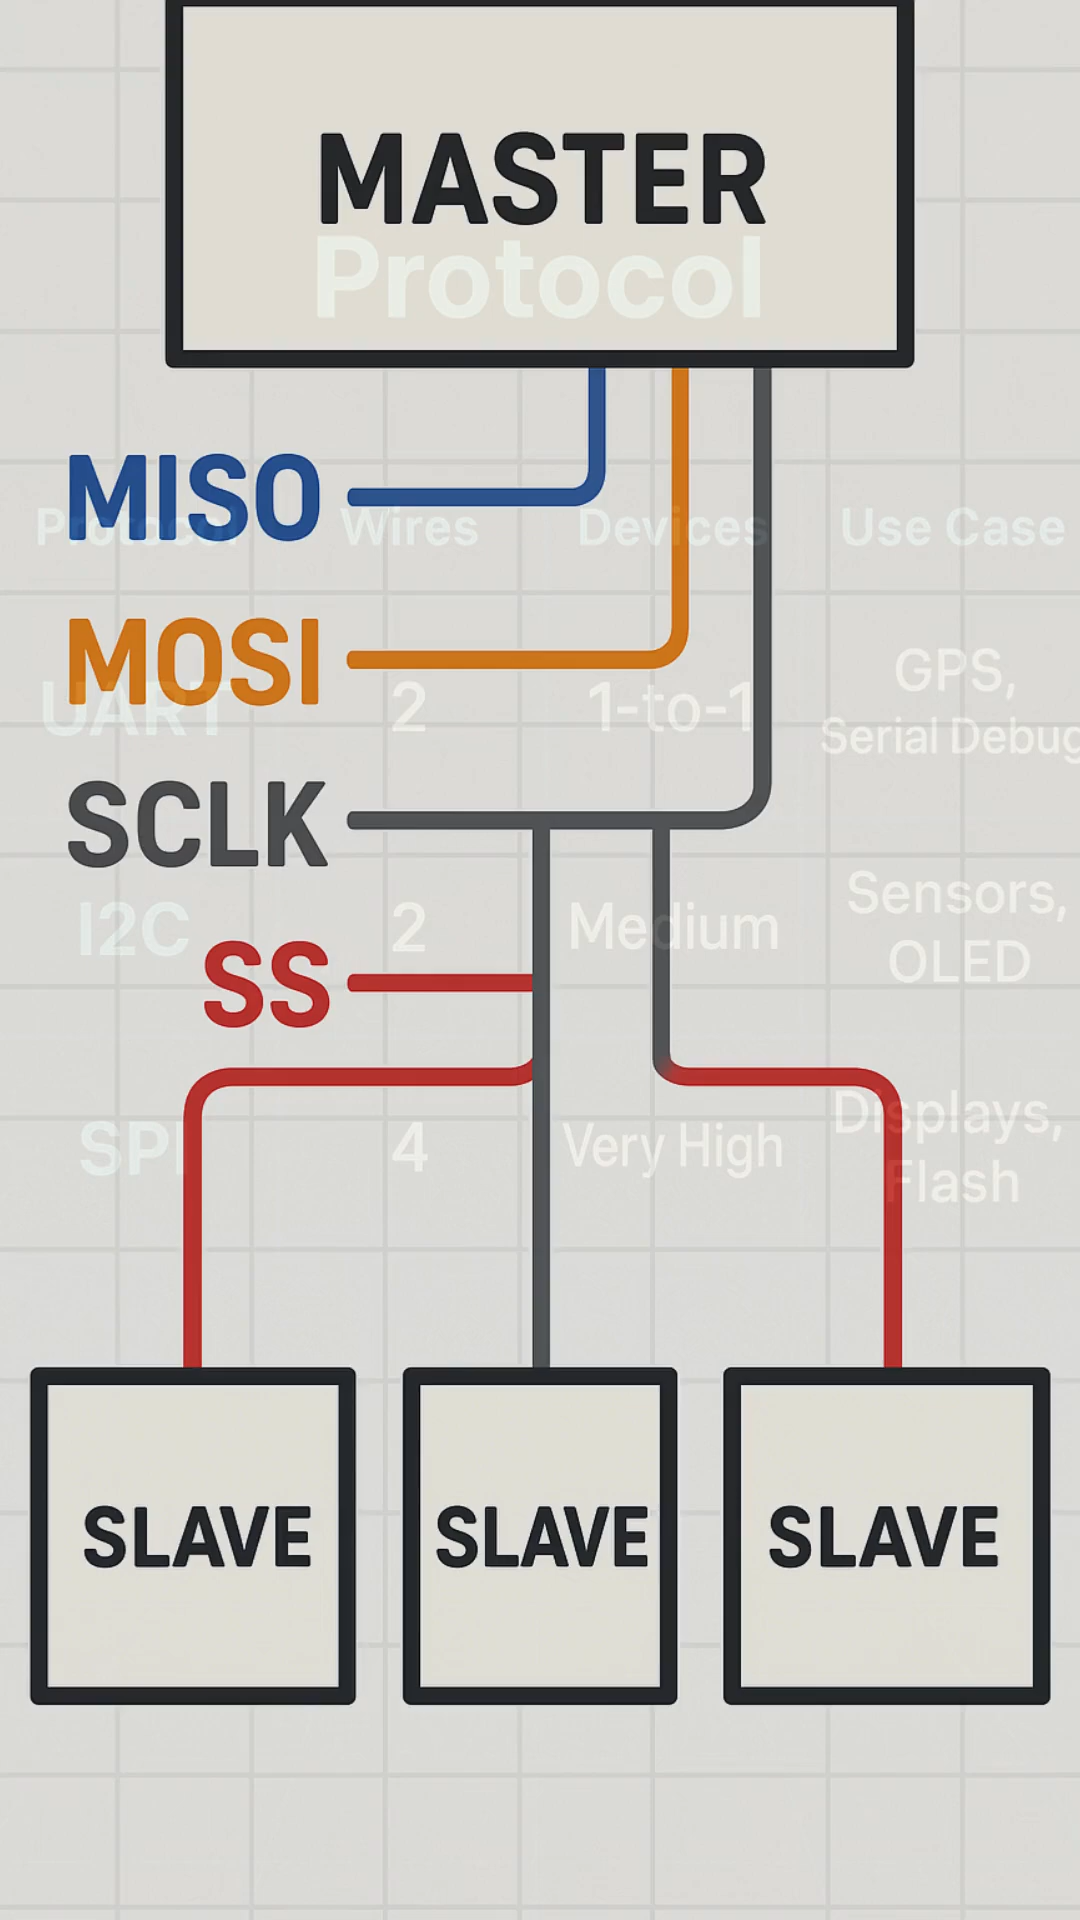 MASTER
Protocol
MISO
Protocol Wires Devices Use Case
MOSI
UART 2 1-to-1 GPS,
Serial Debug
SCLK
I2C 2 Medium Sensors,
OLED
SS
SPI 4 Very High Displays,
Flash
SLAVE SLAVE SLAVE